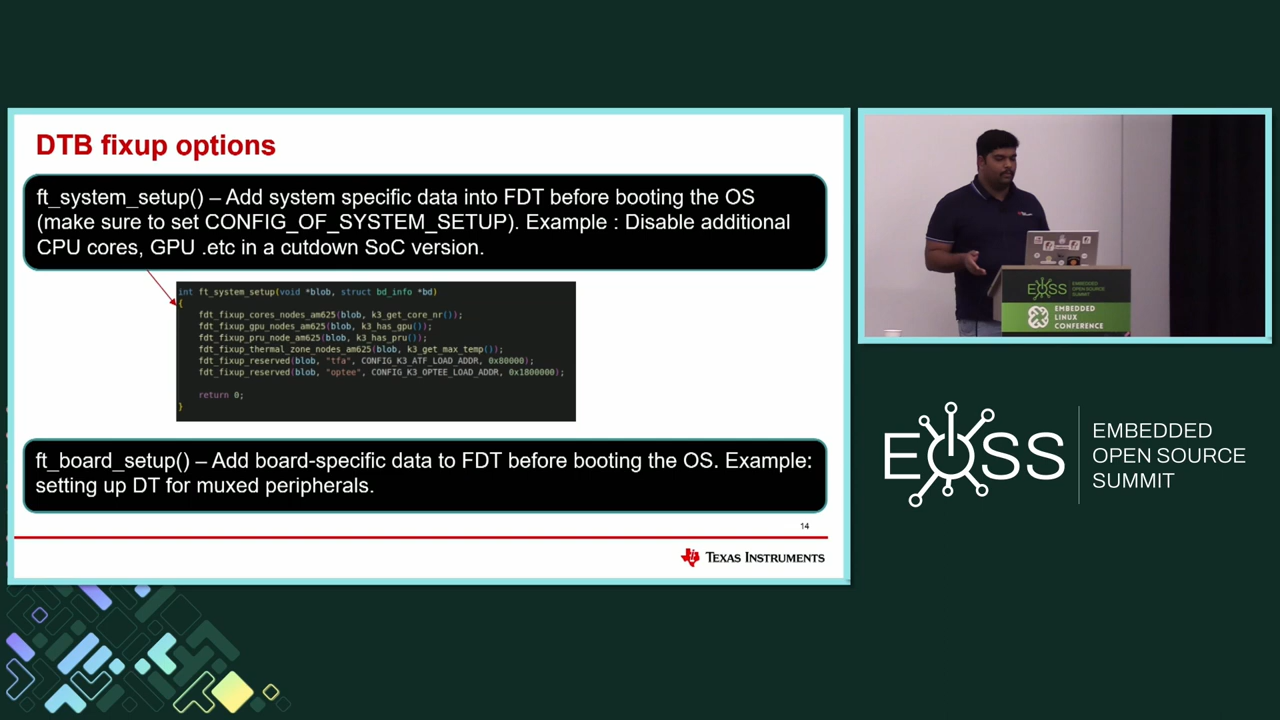 DTB fixup options
ft_system_setup() – Add system specific data into FDT before booting the OS
(make sure to set CONFIG_OF_SYSTEM_SETUP). Example : Disable additional
CPU cores, GPU .etc in a cutdown SoC version.
int ft_system_setup(void *blob, struct bd_info *bd)
{
fdt_fixup_cores_nodes_am625(blob, k3_get_core_nr());
fdt_fixup_gpu_nodes_am625(blob, k3_has_gpu());
fdt_fixup_pru_node_am625(blob, k3_has_pru());
fdt_fixup_thermal_zone_nodes_am625(blob, k3_get_max_temp());
fdt_fixup_reserved(blob, "tfa", CONFIG_K3_ATF_LOAD_ADDR, 0x80000);
fdt_fixup_reserved(blob, "optee", CONFIG_K3_OPTEE_LOAD_ADDR, 0x1800000);
return 0;
}
ft_board_setup() – Add board-specific data to FDT before booting the OS. Example:
setting up DT for muxed peripherals.
14
TEXAS INSTRUMENTS
EOSS
EMBEDDED
OPEN SOURCE
SUMMIT
EMBEDDED
LINUX
CONFERENCE
EOSS
EMBEDDED
OPEN SOURCE
SUMMIT